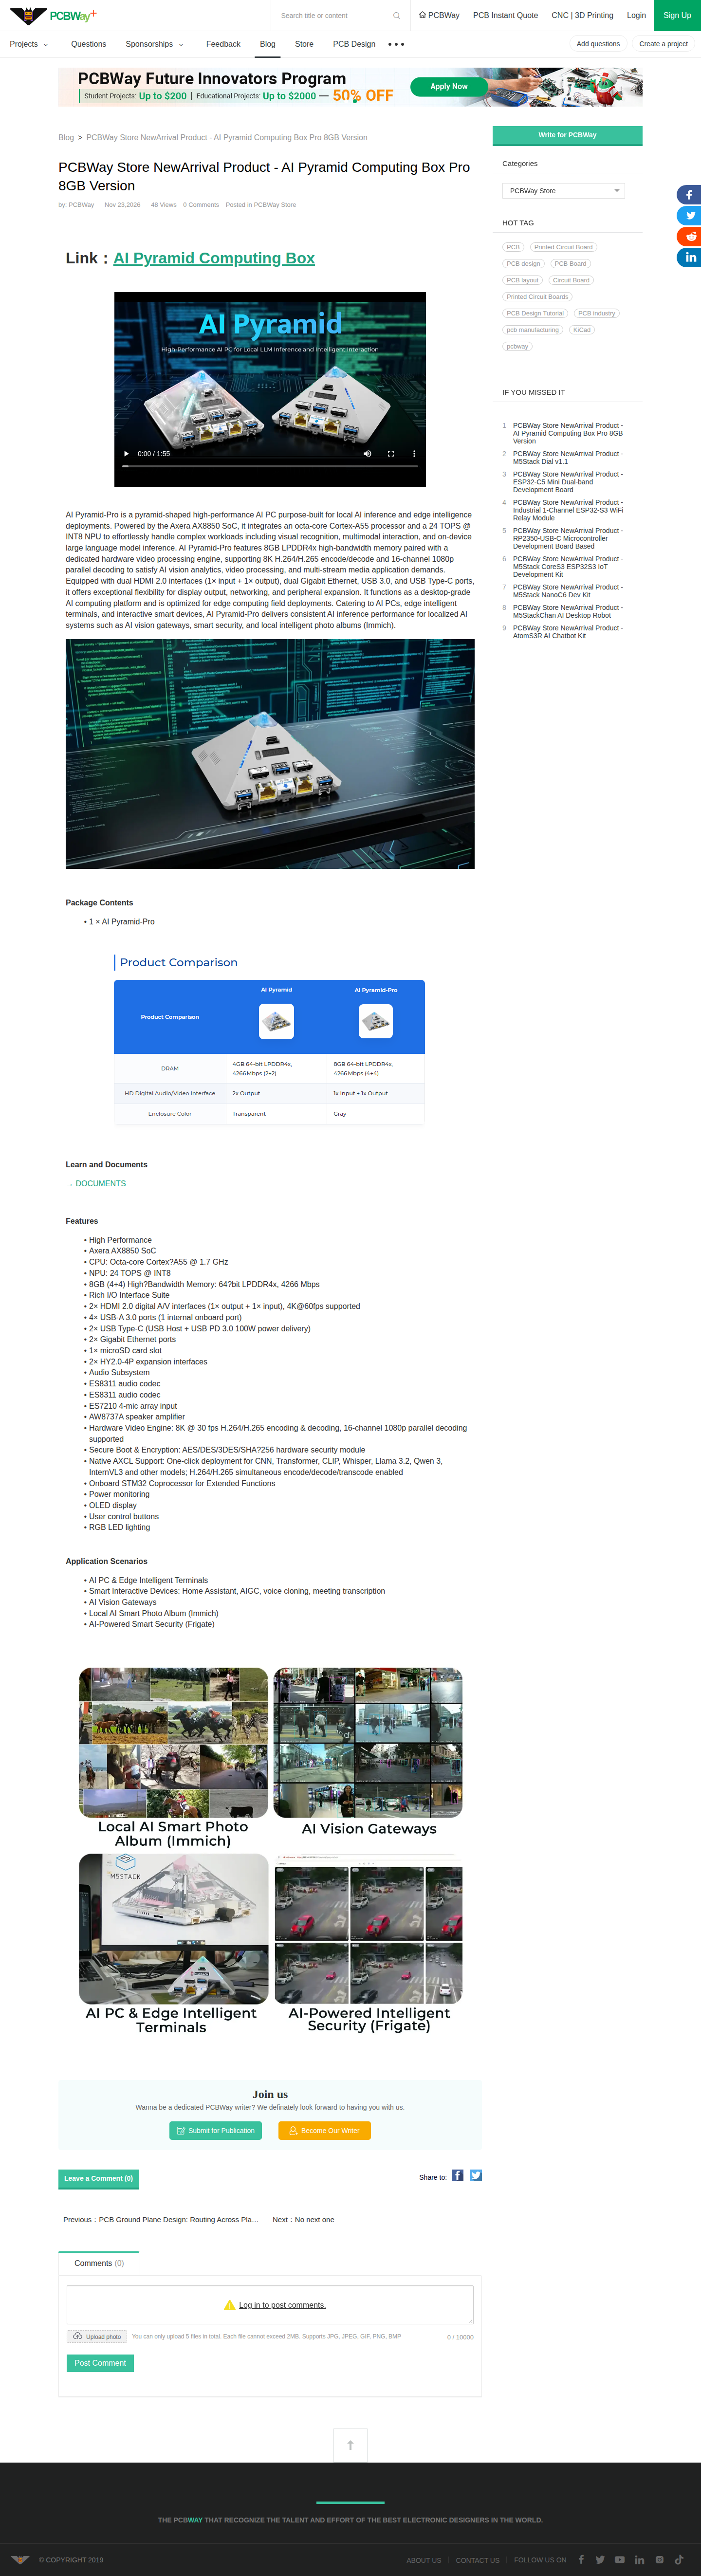 PCBWay
Search title or content
PCBWay
PCB Instant Quote
CNC | 3D Printing
Login
Sign Up
Projects
Questions
Sponsorships
Feedback
Blog
Store
PCB Design
Add questions
Create a project
PCBWay Future Innovators Program
Student Projects: Up to $200 | Educational Projects: Up to $2000 — 50% OFF
Apply Now
Blog > PCBWay Store NewArrival Product - AI Pyramid Computing Box Pro 8GB Version
PCBWay Store NewArrival Product - AI Pyramid Computing Box Pro
8GB Version
by: PCBWay Nov 23,2026 48 Views 0 Comments Posted in PCBWay Store
Link：AI Pyramid Computing Box
AI Pyramid
High-Performance AI PC for Local LLM Inference and Intelligent Interaction
0:00 / 1:55
AI Pyramid-Pro is a pyramid-shaped high-performance AI PC purpose-built for local AI inference and edge intelligence
deployments. Powered by the Axera AX8850 SoC, it integrates an octa-core Cortex-A55 processor and a 24 TOPS @
INT8 NPU to effortlessly handle complex workloads including visual recognition, multimodal interaction, and on-device
large language model inference. AI Pyramid-Pro features 8GB LPDDR4x high-bandwidth memory paired with a
dedicated hardware video processing engine, supporting 8K H.264/H.265 encode/decode and 16-channel 1080p
parallel decoding to fulfill multi-stream video analytics, video processing, and multi-stream media application demands.
Equipped with dual HDMI 2.0 interfaces (1× input + 1× output), dual Gigabit Ethernet, USB 3.0, and USB Type-C ports,
it offers exceptional flexibility for display output, networking, and peripheral expansion. It functions as a desktop-grade
AI computing platform and is optimized for edge computing field deployments. Catering to AI PCs, edge intelligent
terminals, and interactive smart devices, AI Pyramid-Pro delivers consistent AI inference performance for localized AI
systems such as AI vision gateways, smart security, and local intelligent photo albums (Immich).
Package Contents
• 1 × AI Pyramid-Pro
Product Comparison
Product Comparison
AI Pyramid
AI Pyramid-Pro
DRAM
4GB 64-bit LPDDR4x,
4266Mbps (2+2)
8GB 64-bit LPDDR4x,
4266Mbps (4+4)
HD Digital Audio/Video Interface
2x Output
1x Input + 1x Output
Enclosure Color
Transparent
Gray
Learn and Documents
→ DOCUMENTS
Features
• High Performance
• Axera AX8850 SoC
• CPU: Octa-core Cortex?A55 @ 1.7 GHz
• NPU: 24 TOPS @ INT8
• 8GB (4+4) High?Bandwidth Memory: 64?bit LPDDR4x, 4266 Mbps
• Rich I/O Interface Suite
• 2× HDMI 2.0 digital A/V interfaces (1× output + 1× input), 4K@60fps supported
• 4× USB-A 3.0 ports (1 internal onboard port)
• 2× USB Type-C (USB Host + USB PD 3.0 100W power delivery)
• 2× Gigabit Ethernet ports
• 1× microSD card slot
• 2× HY2.0-4P expansion interfaces
• Audio Subsystem
• ES8311 audio codec
• ES8311 audio codec
• ES7210 4-mic array input
• AW8737A speaker amplifier
• Hardware Video Engine: 8K @ 30 fps H.264/H.265 encoding & decoding, 16-channel 1080p parallel decoding
supported
• Secure Boot & Encryption: AES/DES/3DES/SHA?256 hardware security module
• Native AXCL Support: One-click deployment for CNN, Transformer, CLIP, Whisper, Llama 3.2, Qwen 3,
InternVL3 and other models; H.264/H.265 simultaneous encode/decode/transcode enabled
• Onboard STM32 Coprocessor for Extended Functions
• Power monitoring
• OLED display
• User control buttons
• RGB LED lighting
Application Scenarios
• AI PC & Edge Intelligent Terminals
• Smart Interactive Devices: Home Assistant, AIGC, voice cloning, meeting transcription
• AI Vision Gateways
• Local AI Smart Photo Album (Immich)
• AI-Powered Smart Security (Frigate)
Local AI Smart Photo
Album (Immich)
AI Vision Gateways
M5STACK
AI PC & Edge Intelligent
Terminals
AI-Powered Intelligent
Security (Frigate)
Join us
Wanna be a dedicated PCBWay writer? We definately look forward to having you with us.
Submit for Publication
Become Our Writer
Leave a Comment (0)
Share to:
Previous：PCB Ground Plane Design: Routing Across Pla…
Next：No next one
Comments (0)
Log in to post comments.
Upload photo
You can only upload 5 files in total. Each file cannot exceed 2MB. Supports JPG, JPEG, GIF, PNG, BMP
0 / 10000
Post Comment
Write for PCBWay
Categories
PCBWay Store
HOT TAG
PCB
Printed Circuit Board
PCB design
PCB Board
PCB layout
Circuit Board
Printed Circuit Boards
PCB Design Tutorial
PCB industry
pcb manufacturing
KiCad
pcbway
IF YOU MISSED IT
1 PCBWay Store NewArrival Product -
AI Pyramid Computing Box Pro 8GB
Version
2 PCBWay Store NewArrival Product -
M5Stack Dial v1.1
3 PCBWay Store NewArrival Product -
ESP32-C5 Mini Dual-band
Development Board
4 PCBWay Store NewArrival Product -
Industrial 1-Channel ESP32-S3 WiFi
Relay Module
5 PCBWay Store NewArrival Product -
RP2350-USB-C Microcontroller
Development Board Based
6 PCBWay Store NewArrival Product -
M5Stack CoreS3 ESP32S3 IoT
Development Kit
7 PCBWay Store NewArrival Product -
M5Stack NanoC6 Dev Kit
8 PCBWay Store NewArrival Product -
M5StackChan AI Desktop Robot
9 PCBWay Store NewArrival Product -
AtomS3R AI Chatbot Kit
THE PCBWAY THAT RECOGNIZE THE TALENT AND EFFORT OF THE BEST ELECTRONIC DESIGNERS IN THE WORLD.
© COPYRIGHT 2019
ABOUT US
CONTACT US
FOLLOW US ON